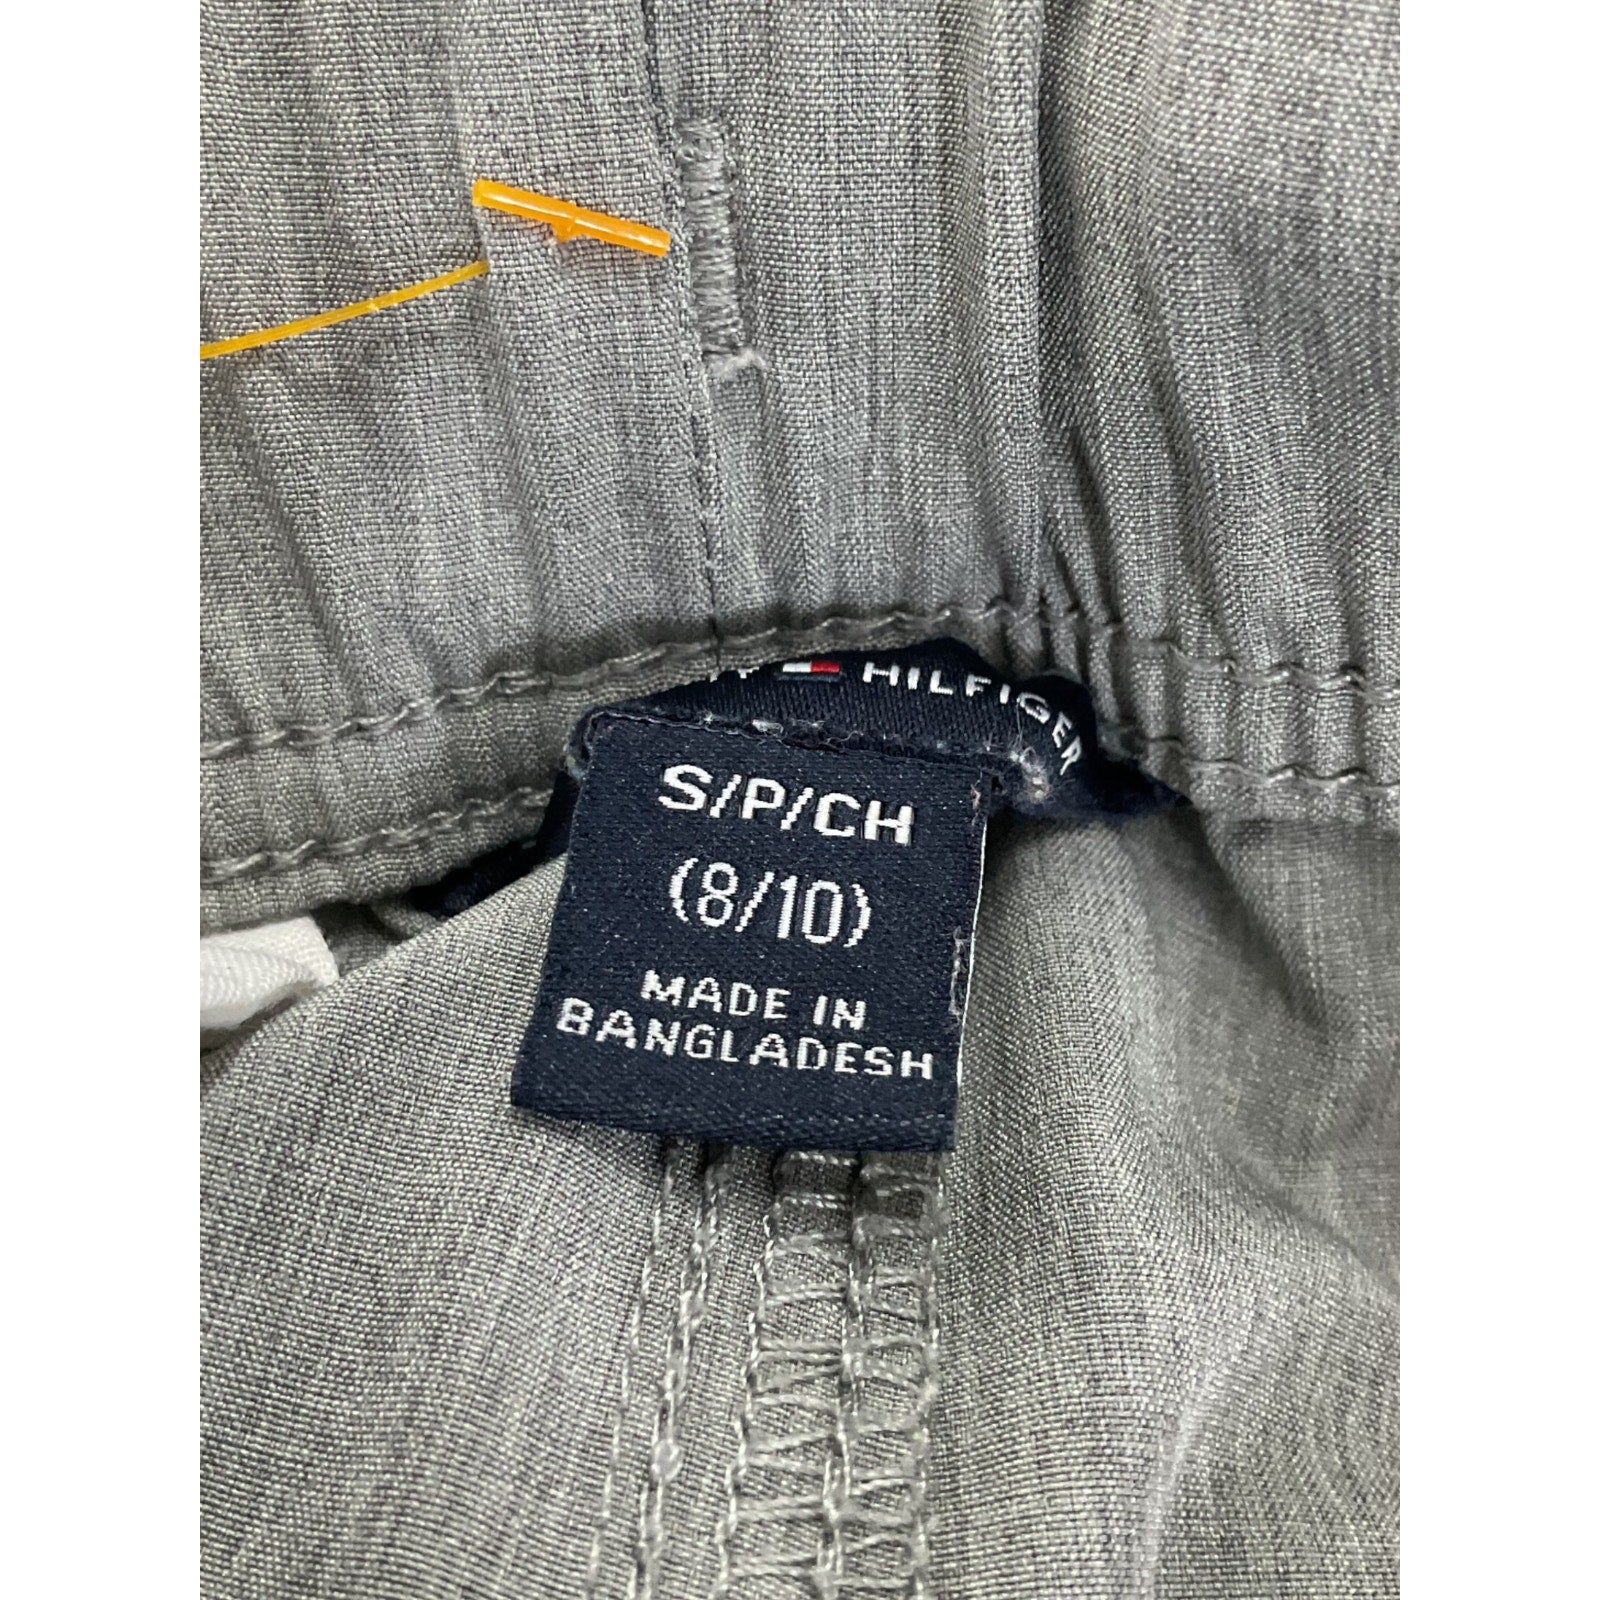 HILFIGER
S/P/CH
(8/10)
MADE IN
BANGLADESH